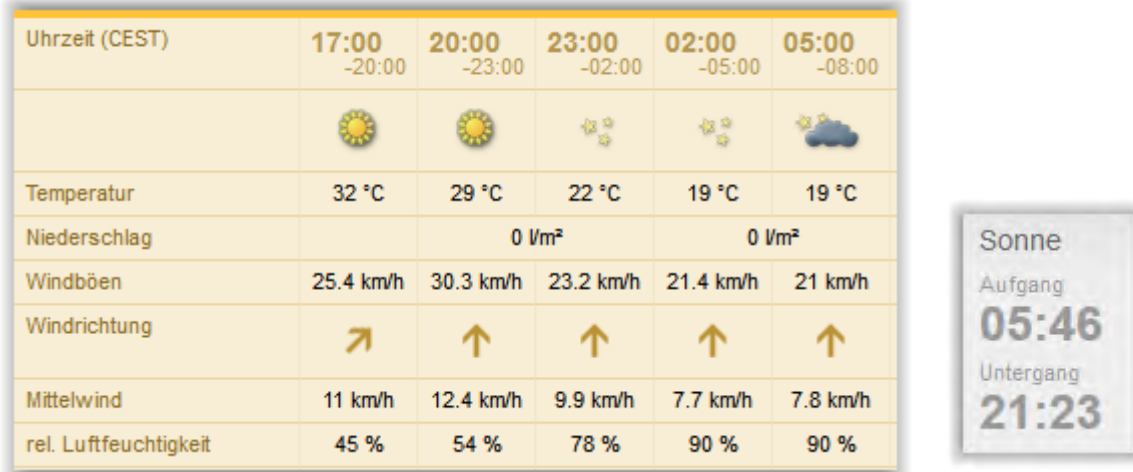 Uhrzeit (CEST) 17:00 20:00 23:00 02:00 05:00
-20:00 -23:00 -02:00 -05:00 -08:00
Temperatur 32 °C 29 °C 22 °C 19 °C 19 °C
Niederschlag 0 l/m² 0 l/m²
Windböen 25.4 km/h 30.3 km/h 23.2 km/h 21.4 km/h 21 km/h
Windrichtung
Mittelwind 11 km/h 12.4 km/h 9.9 km/h 7.7 km/h 7.8 km/h
rel. Luftfeuchtigkeit 45 % 54 % 78 % 90 % 90 %
Sonne
Aufgang
05:46
Untergang
21:23